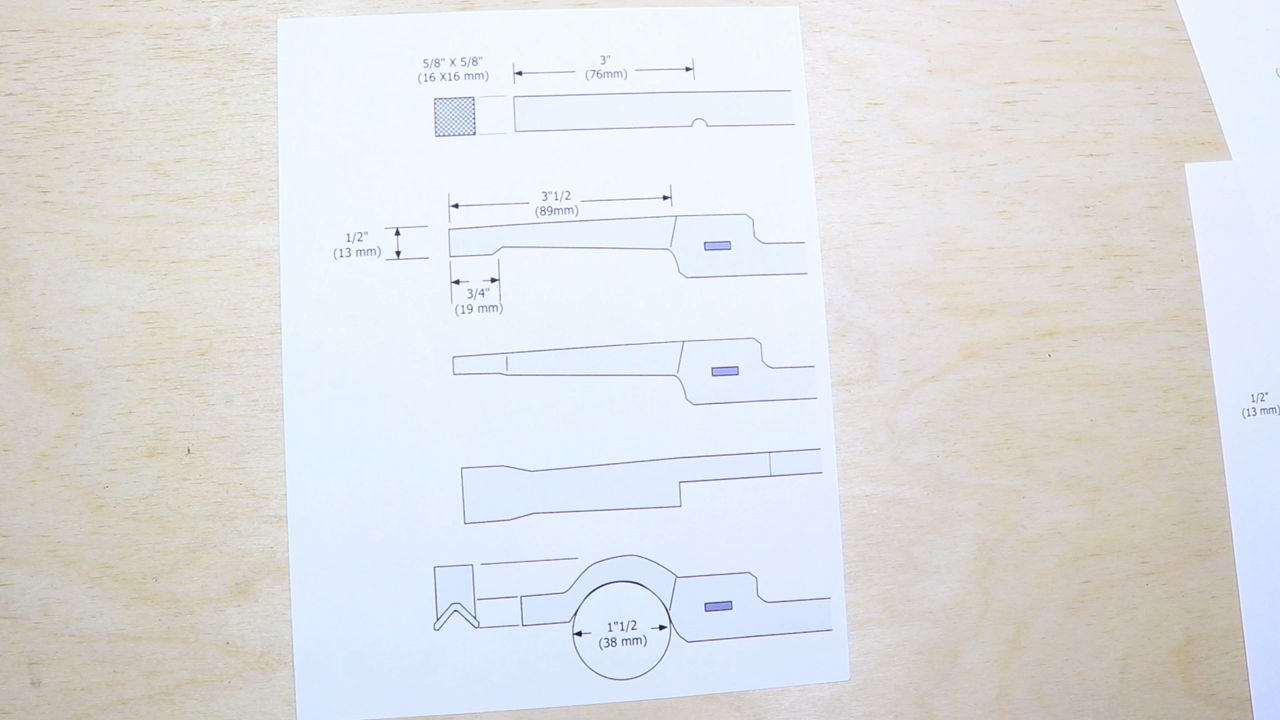 5/8" X 5/8"
(16 X16 mm)
3"
(76mm)
3"1/2
(89mm)
1/2"
(13 mm)
3/4"
(19 mm)
1"1/2
(38 mm)
1/2"
(13 mm)